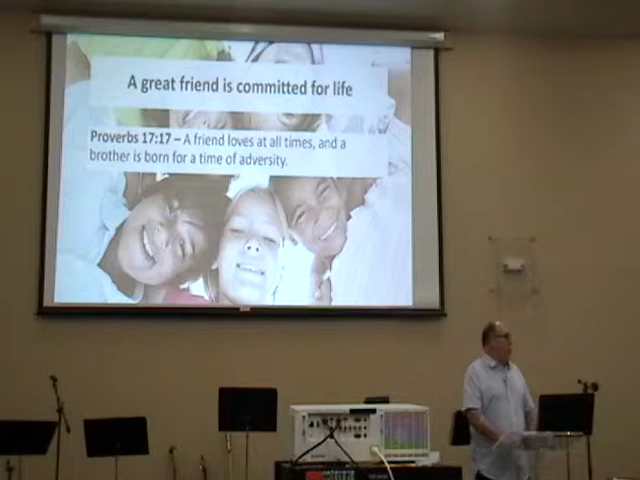 A great friend is committed for life
Proverbs 17:17 – A friend loves at all times, and a
brother is born for a time of adversity.